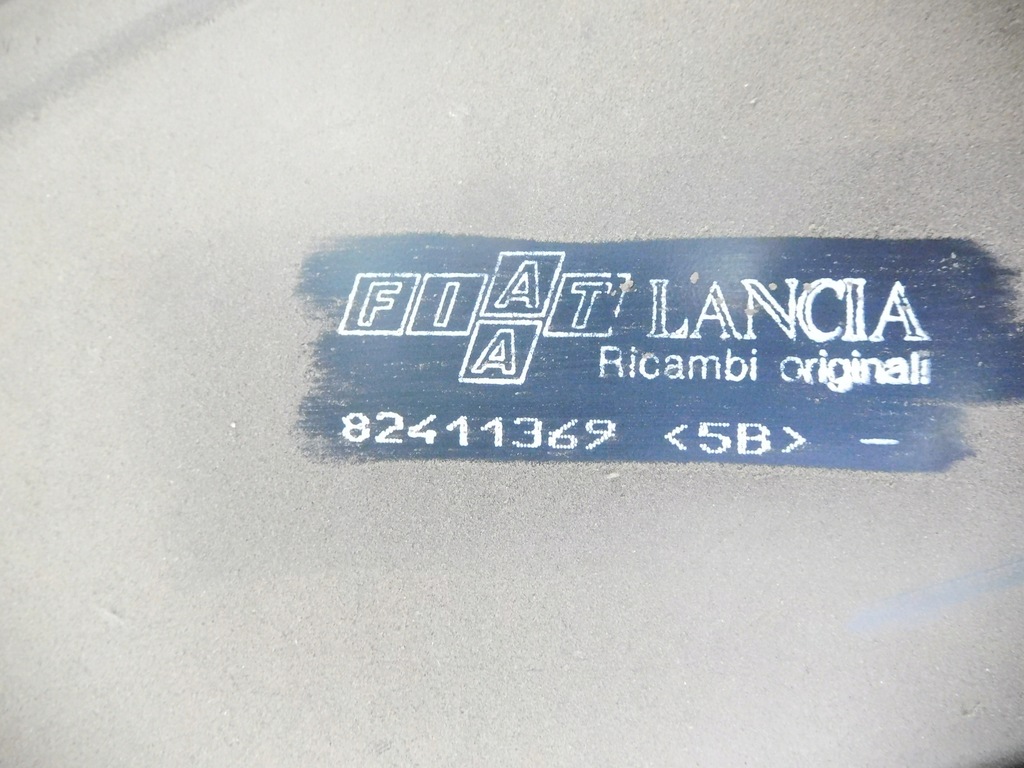 FIAT LANCIA
A
Ricambi originali
82411369 <5B> -